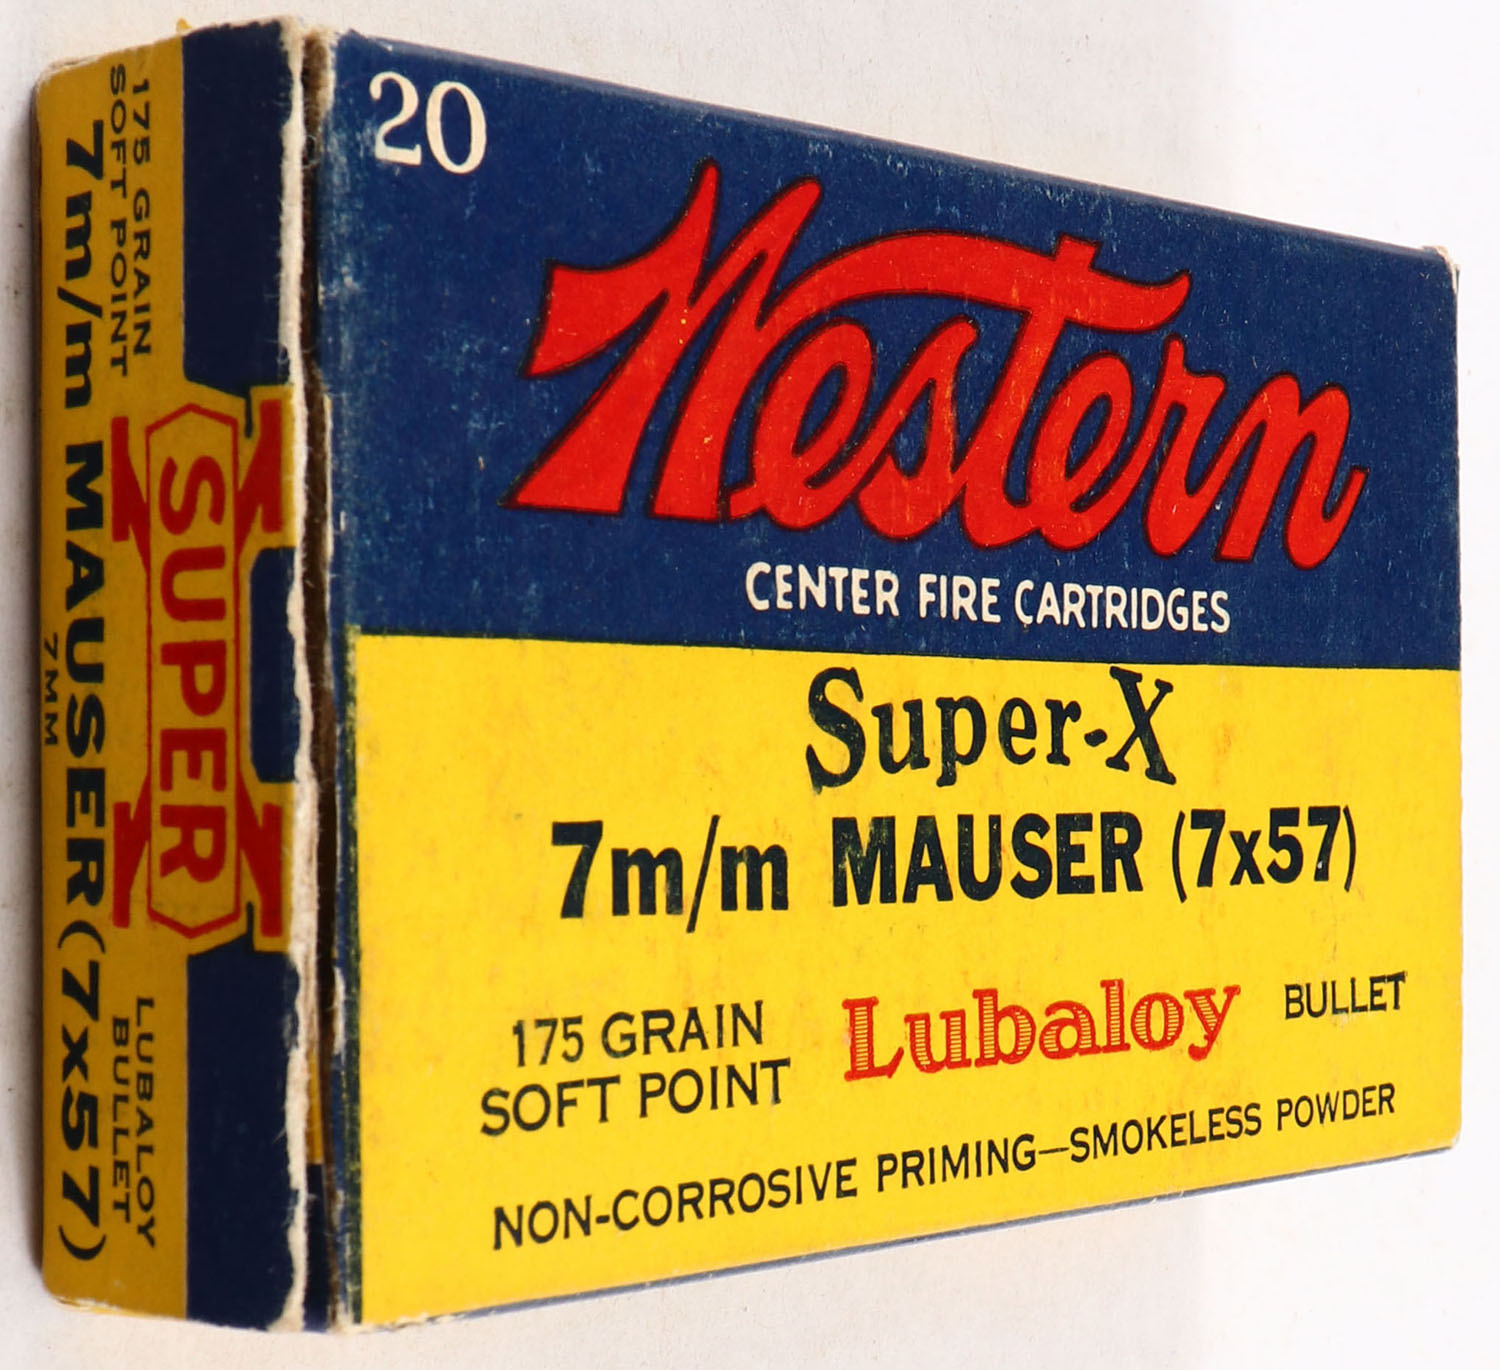 20
Western
CENTER FIRE CARTRIDGES
Super-X
7m/m MAUSER (7x57)
175 GRAIN
SOFT POINT
Lubaloy BULLET
NON-CORROSIVE PRIMING—SMOKELESS POWDER
175 GRAIN
SOFT POINT
SUPER
X
LUBALOY
BULLET
7m/m MAUSER (7x57)
7MM